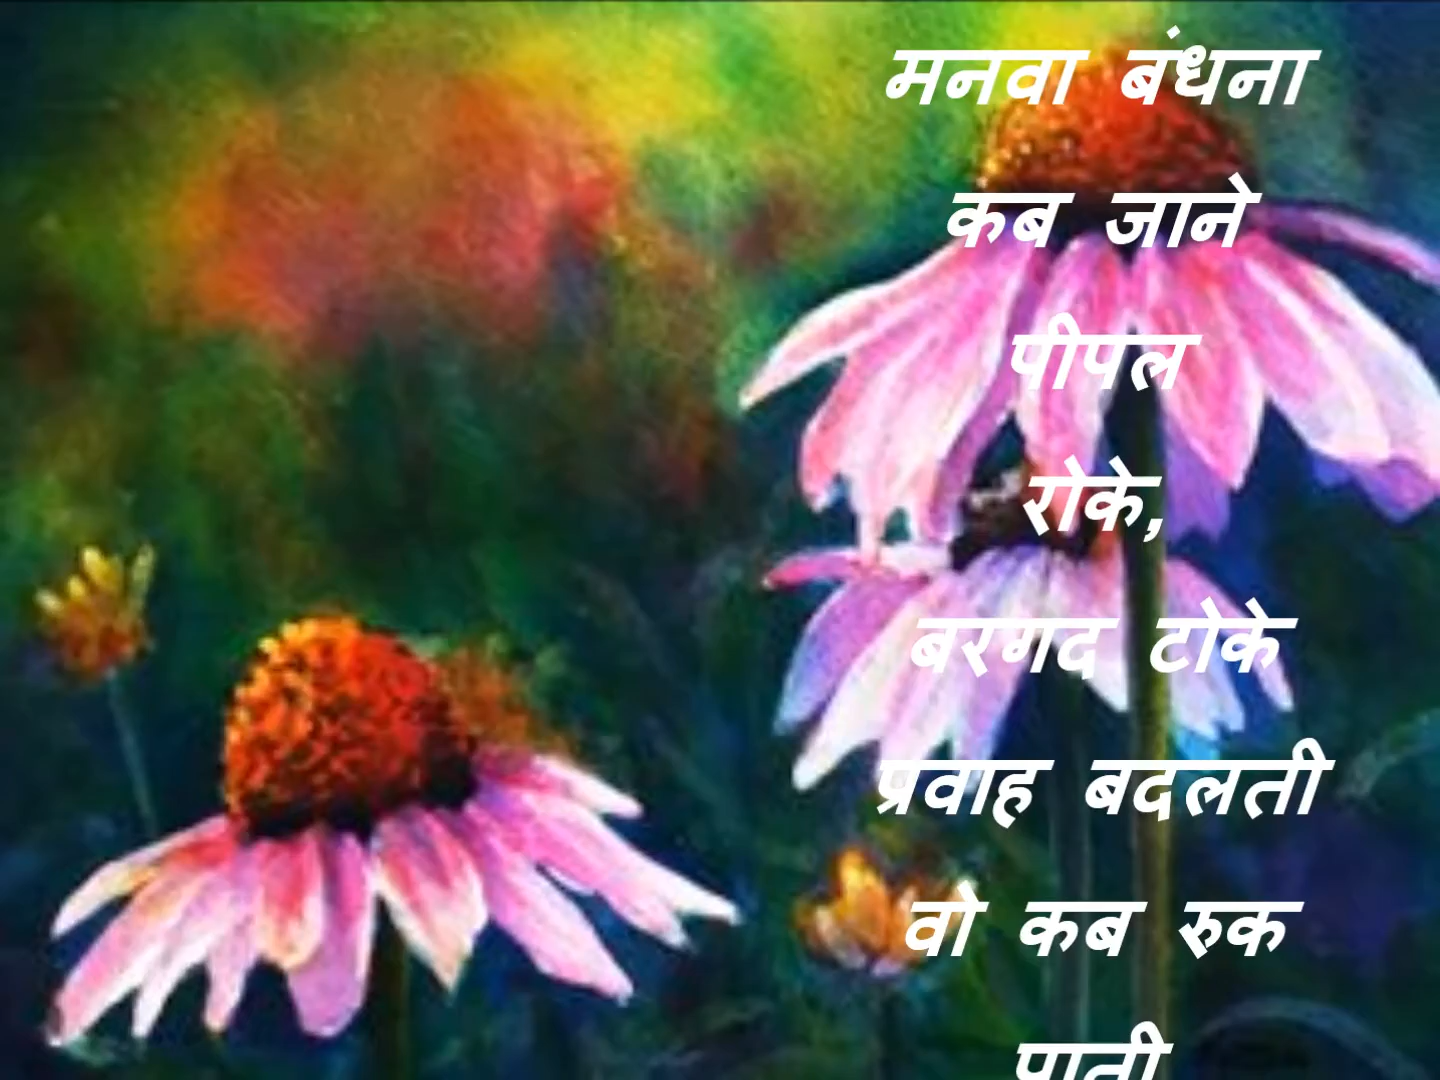 मनवा बंधना
कब जाने
पीपल
रोके,
बरगद टोके
प्रवाह बदलती
वो कब रुक
पाती